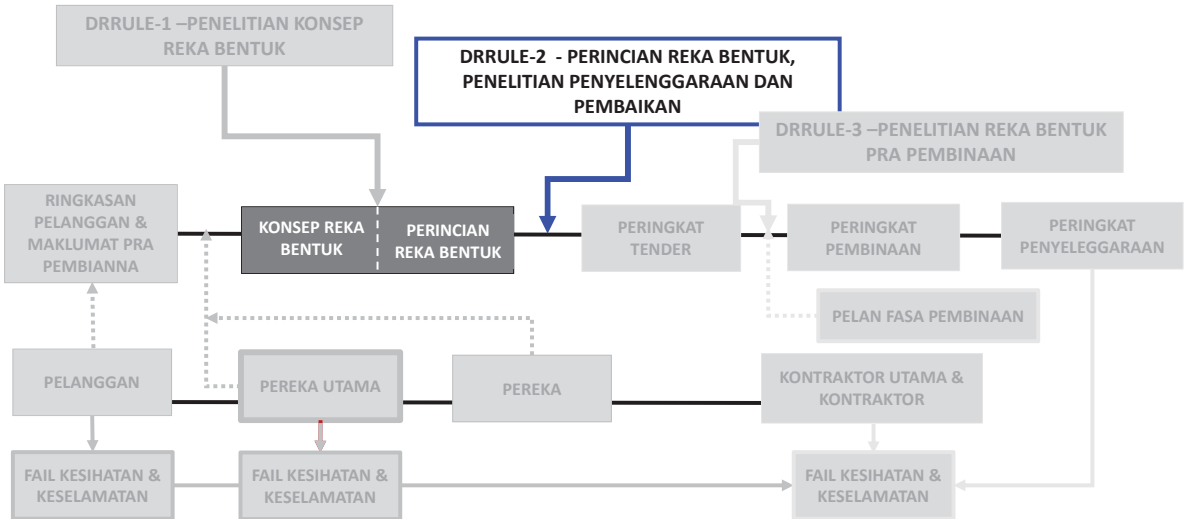 DRRULE-1 –PENELITIAN KONSEP
REKA BENTUK
DRRULE-2 - PERINCIAN REKA BENTUK,
PENELITIAN PENYELENGGARAAN DAN
PEMBAIKAN
DRRULE-3 –PENELITIAN REKA BENTUK
PRA PEMBINAAN
RINGKASAN
PELANGGAN &
MAKLUMAT PRA
PEMBIANNA
KONSEP REKA
BENTUK
PERINCIAN
REKA BENTUK
PERINGKAT
TENDER
PERINGKAT
PEMBINAAN
PERINGKAT
PENYELEGGARAAN
PELAN FASA PEMBINAAN
PELANGGAN
PEREKA UTAMA
PEREKA
KONTRAKTOR UTAMA &
KONTRAKTOR
FAIL KESIHATAN &
KESELAMATAN
FAIL KESIHATAN &
KESELAMATAN
FAIL KESIHATAN &
KESELAMATAN